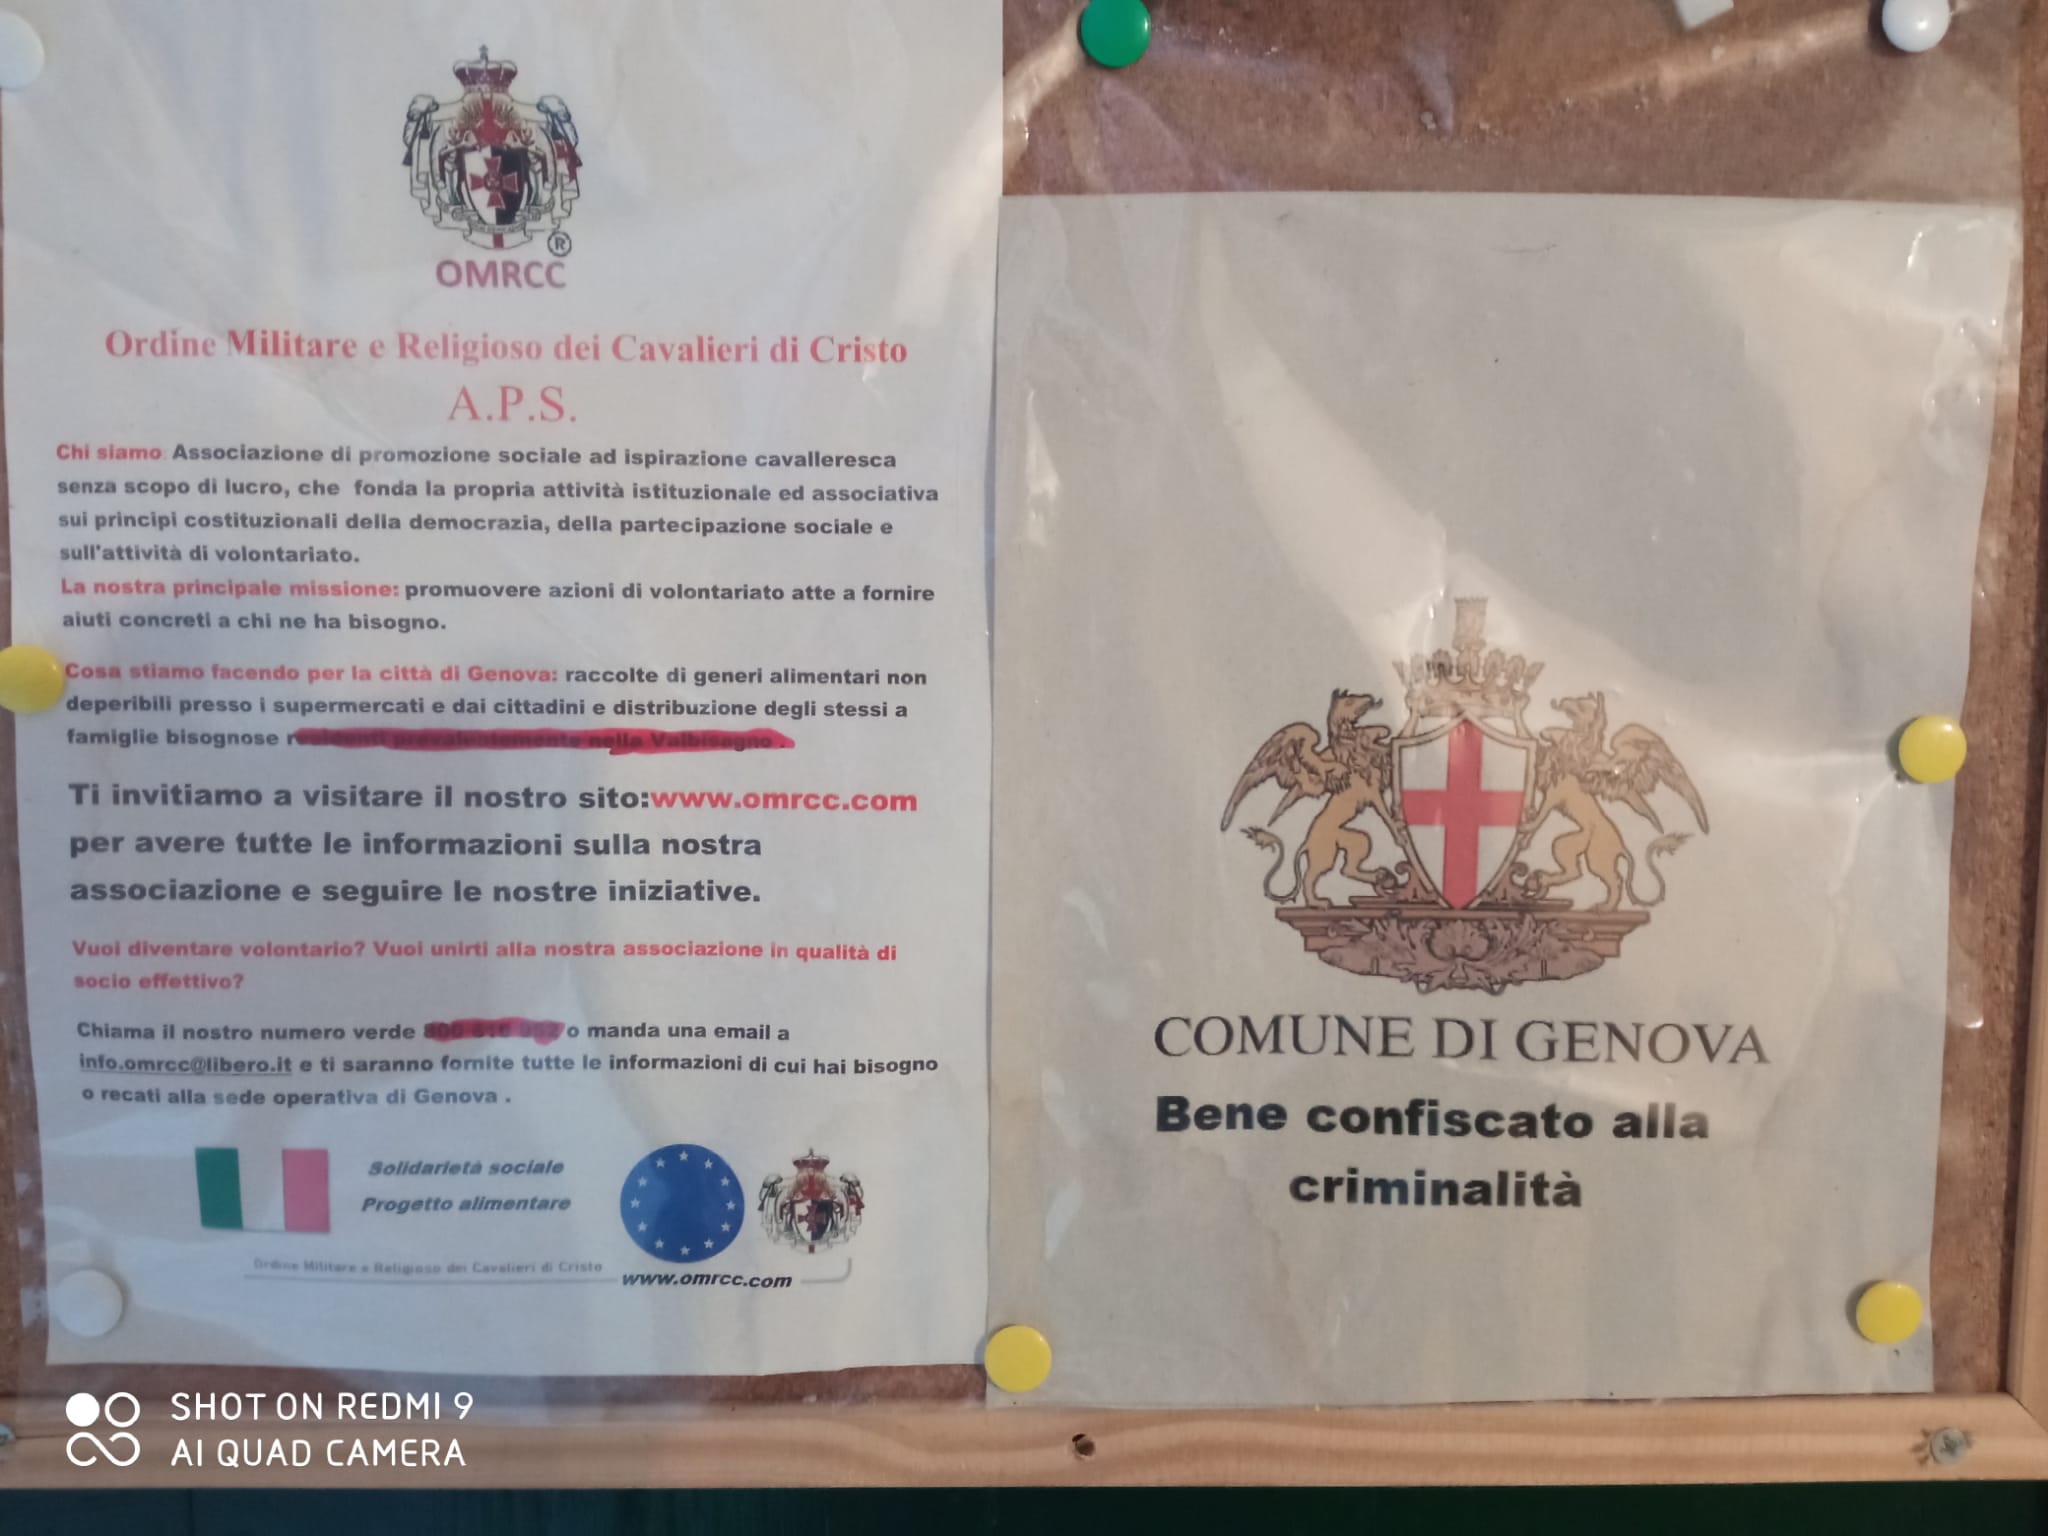 ®
OMRCC
Ordine Militare e Religioso dei Cavalieri di Cristo
A.P.S.
Chi siamo: Associazione di promozione sociale ad ispirazione cavalleresca
senza scopo di lucro, che fonda la propria attività istituzionale ed associativa
sui principi costituzionali della democrazia, della partecipazione sociale e
sull'attività di volontariato.
La nostra principale missione: promuovere azioni di volontariato atte a fornire
aiuti concreti a chi ne ha bisogno.
Cosa stiamo facendo per la città di Genova: raccolte di generi alimentari non
deperibili presso i supermercati e dai cittadini e distribuzione degli stessi a
famiglie bisognose residenti prevalentemente nella Valbisagno.
Ti invitiamo a visitare il nostro sito:www.omrcc.com
per avere tutte le informazioni sulla nostra
associazione e seguire le nostre iniziative.
Vuoi diventare volontario? Vuoi unirti alla nostra associazione in qualità di
socio effettivo?
Chiama il nostro numero verde o manda una email a
info.omrcc@libero.it e ti saranno fornite tutte le informazioni di cui hai bisogno
o recati alla sede operativa di Genova .
Solidarietà sociale
Progetto alimentare
Ordine Militare e Religioso dei Cavalieri di Cristo
www.omrcc.com
COMUNE DI GENOVA
Bene confiscato alla
criminalità
SHOT ON REDMI 9
AI QUAD CAMERA